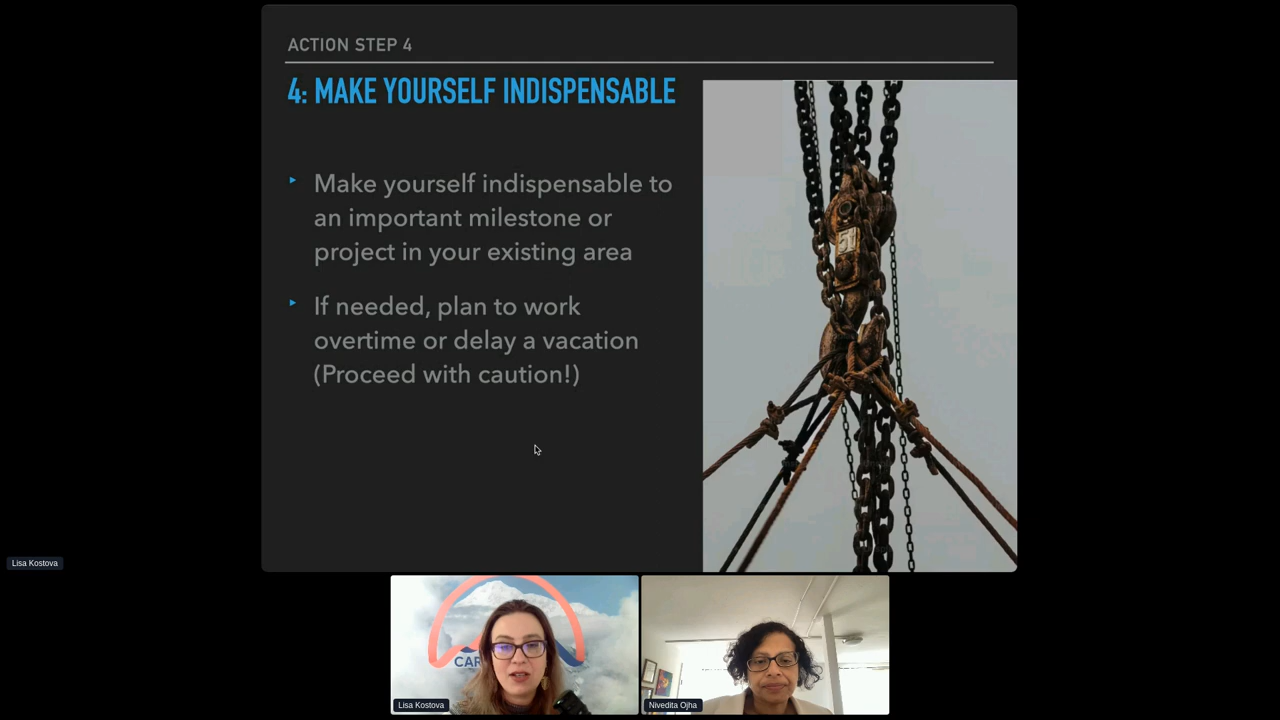 ACTION STEP 4
4: MAKE YOURSELF INDISPENSABLE
Make yourself indispensable to
an important milestone or
project in your existing area
If needed, plan to work
overtime or delay a vacation
(Proceed with caution!)
51
Lisa Kostova
CAR
Lisa Kostova
Nivedita Ojha